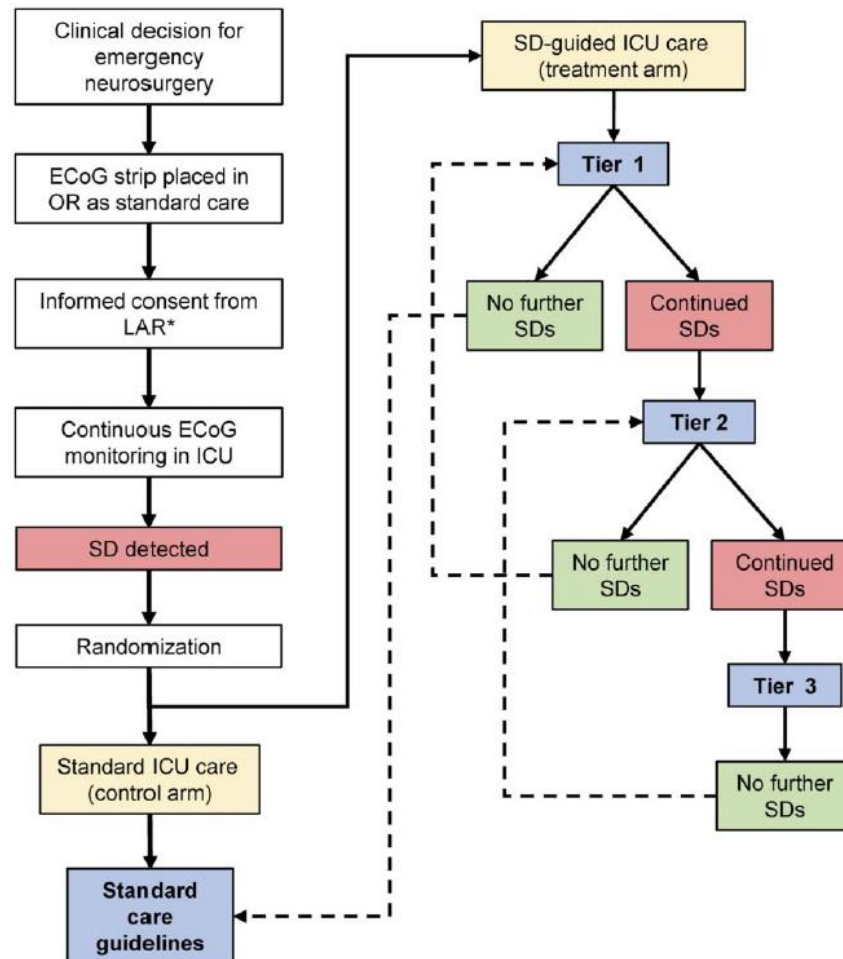 Clinical decision for
emergency
neurosurgery
ECoG strip placed in
OR as standard care
Informed consent from
LAR*
Continuous ECoG
monitoring in ICU
SD detected
Randomization
Standard ICU care
(control arm)
Standard
care
guidelines
SD-guided ICU care
(treatment arm)
Tier 1
No further
SDs
Continued
SDs
Tier 2
No further
SDs
Continued
SDs
Tier 3
No further
SDs